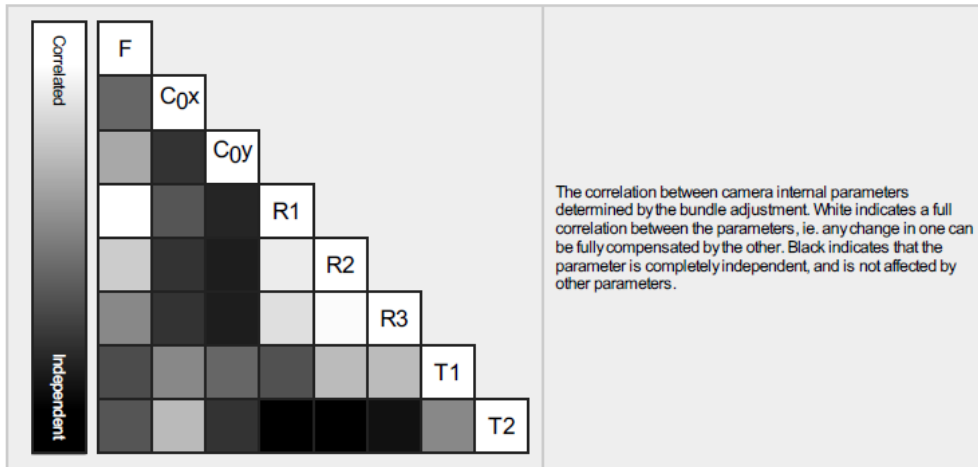 Correlated
Independent
F
C0x
C0y
R1
R2
R3
T1
T2
The correlation between camera internal parameters
determined by the bundle adjustment. White indicates a full
correlation between the parameters, ie. any change in one can
be fully compensated by the other. Black indicates that the
parameter is completely independent, and is not affected by
other parameters.